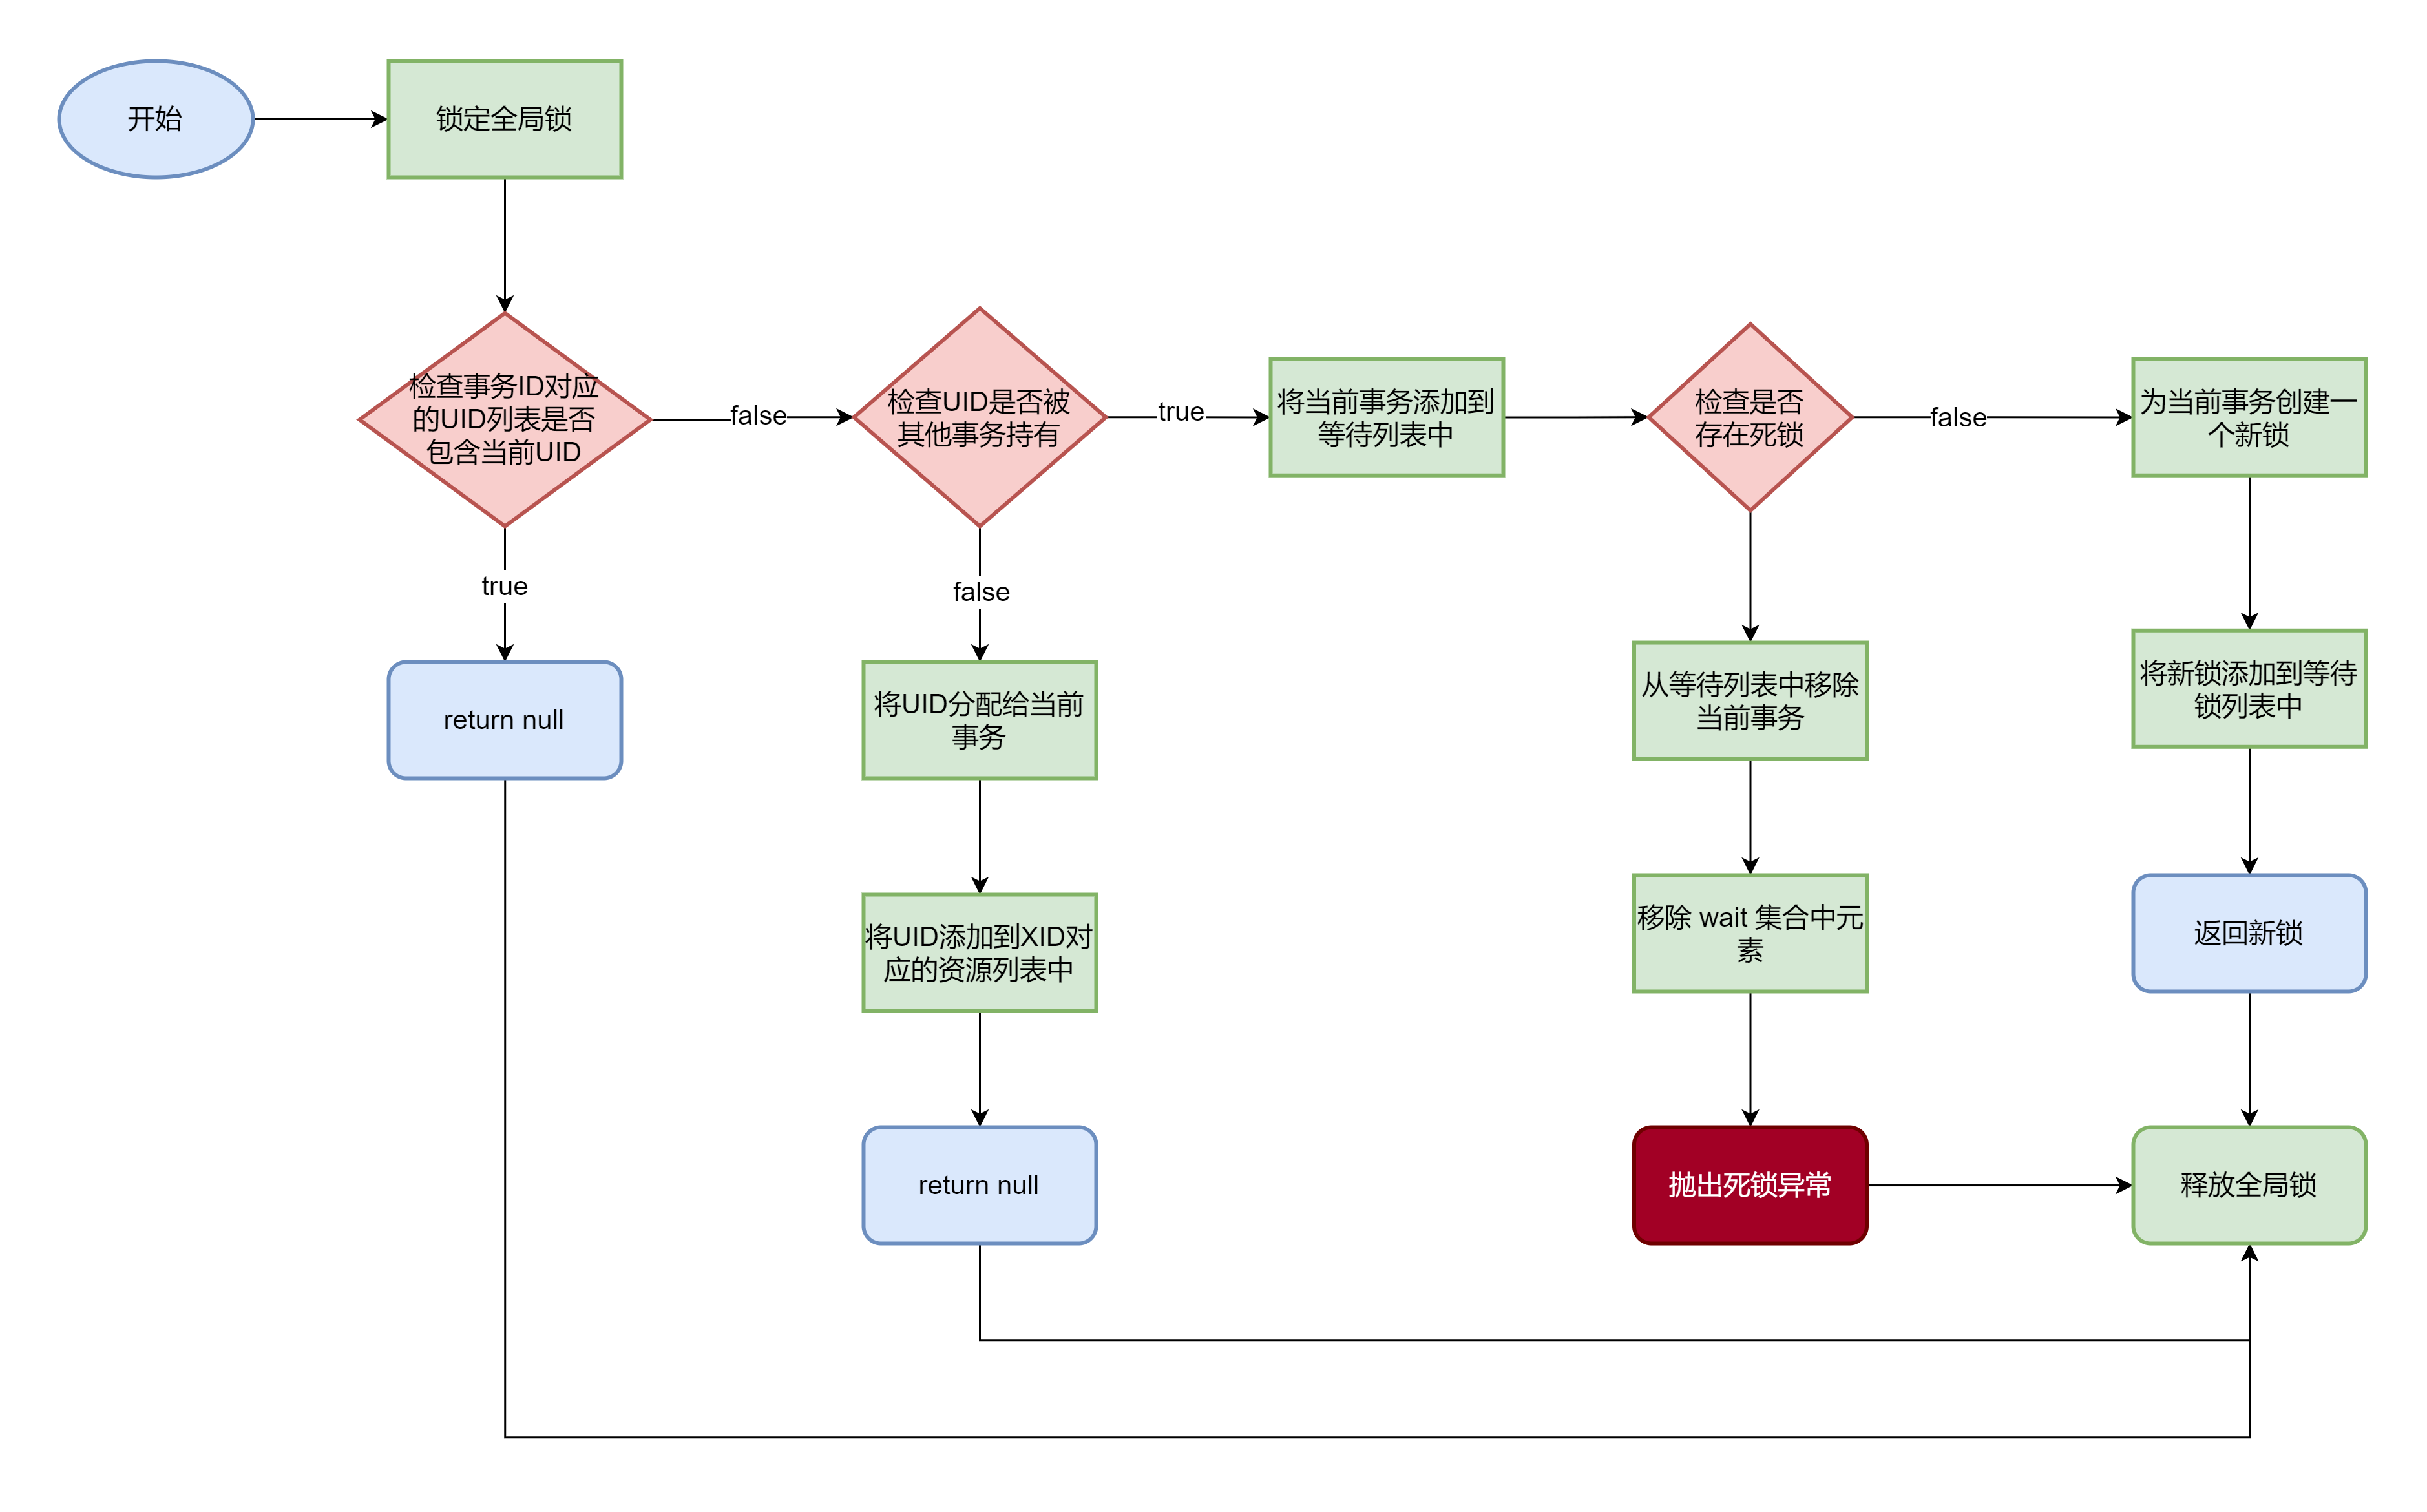 开始
锁定全局锁
检查事务ID对应
的UID列表是否
包含当前UID
false
检查UID是否被
其他事务持有
true
将当前事务添加到
等待列表中
检查是否
存在死锁
false
为当前事务创建一
个新锁
true
false
return null
将UID分配给当前
事务
从等待列表中移除
当前事务
将新锁添加到等待
锁列表中
将UID添加到XID对
应的资源列表中
移除 wait 集合中元
素
返回新锁
return null
抛出死锁异常
释放全局锁